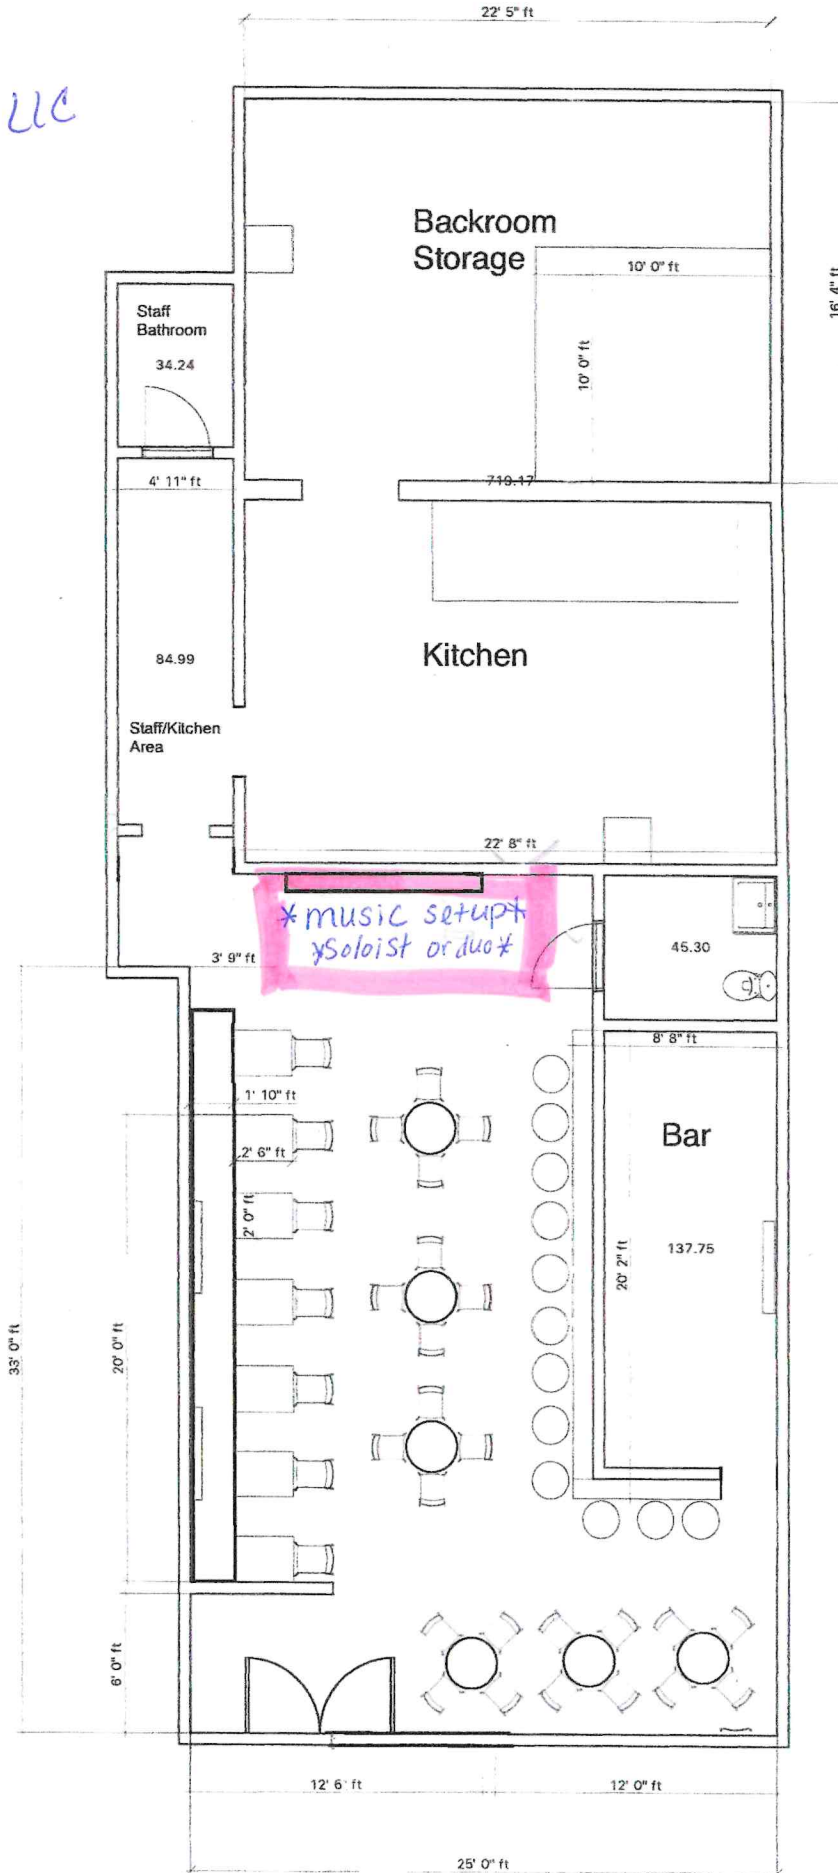 22' 5" ft
LLC
Backroom
Storage
10' 0" ft
16' 4" ft
Staff
Bathroom
34.24
10' 0" ft
4' 11" ft
719.17
84.99
Kitchen
Staff/Kitchen
Area
22' 8" ft
*music setup*
*Soloist or duo*
45.30
3' 9" ft
8' 8" ft
1' 10" ft
Bar
2' 6" ft
2' 0" ft
137.75
20' 2" ft
33' 0" ft
20' 0" ft
6' 0" ft
12' 6" ft
12' 0" ft
25' 0" ft